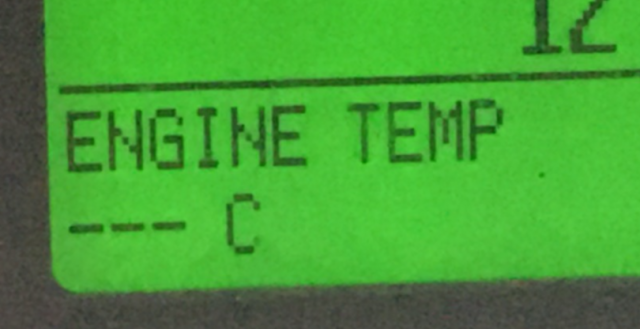 12
ENGINE TEMP
--- C